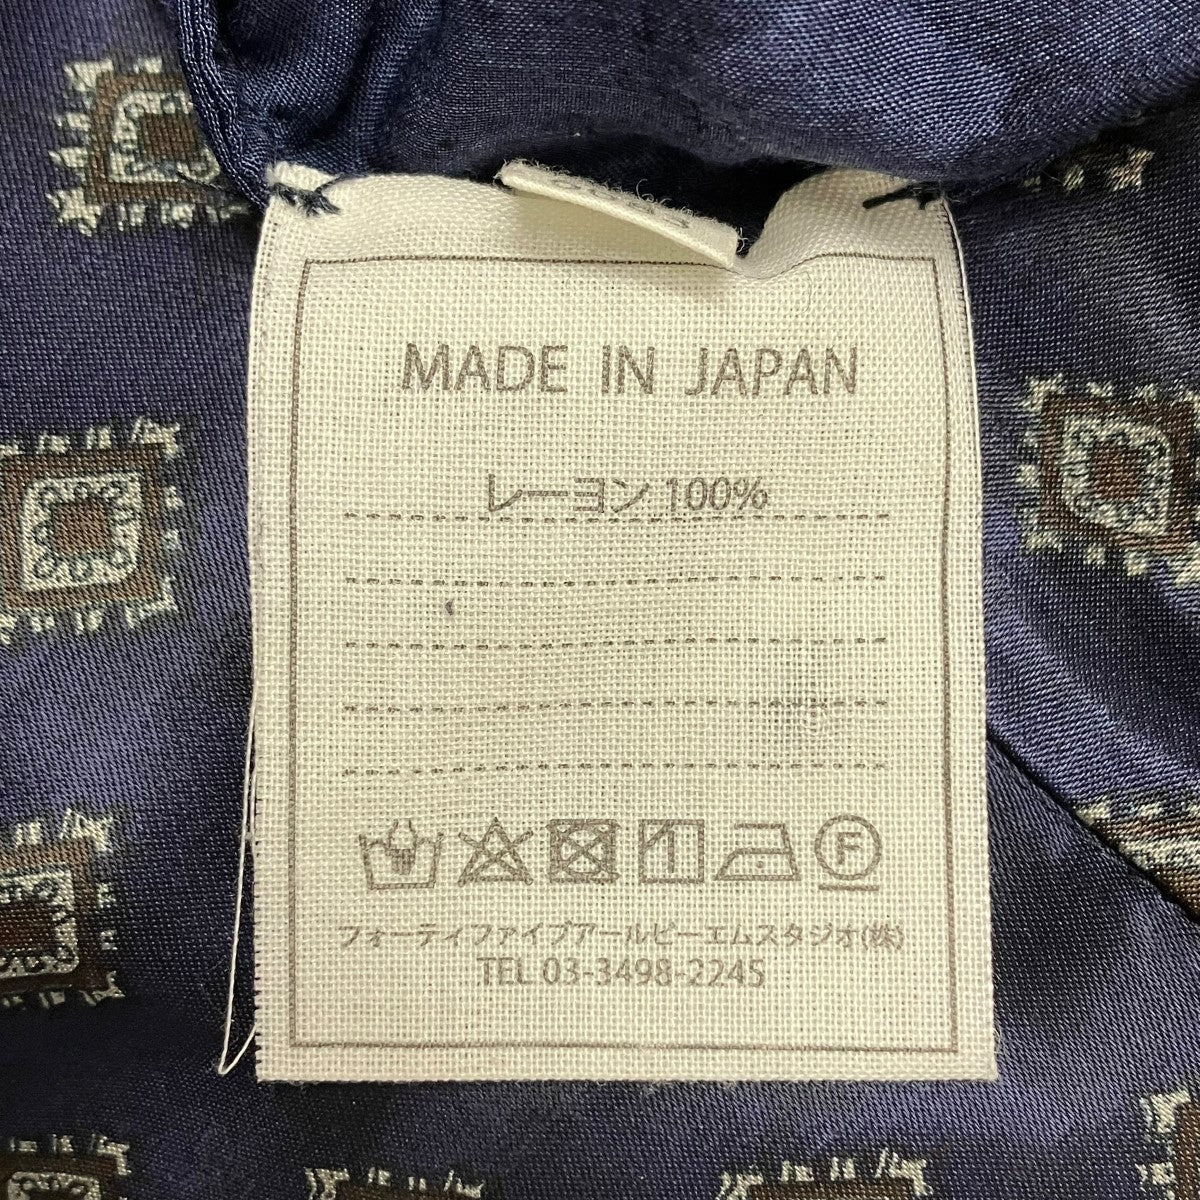 MADE IN JAPAN
レーヨン 100%
フォーティファイブアールピーエムスタジオ(株)
TEL 03-3498-2245